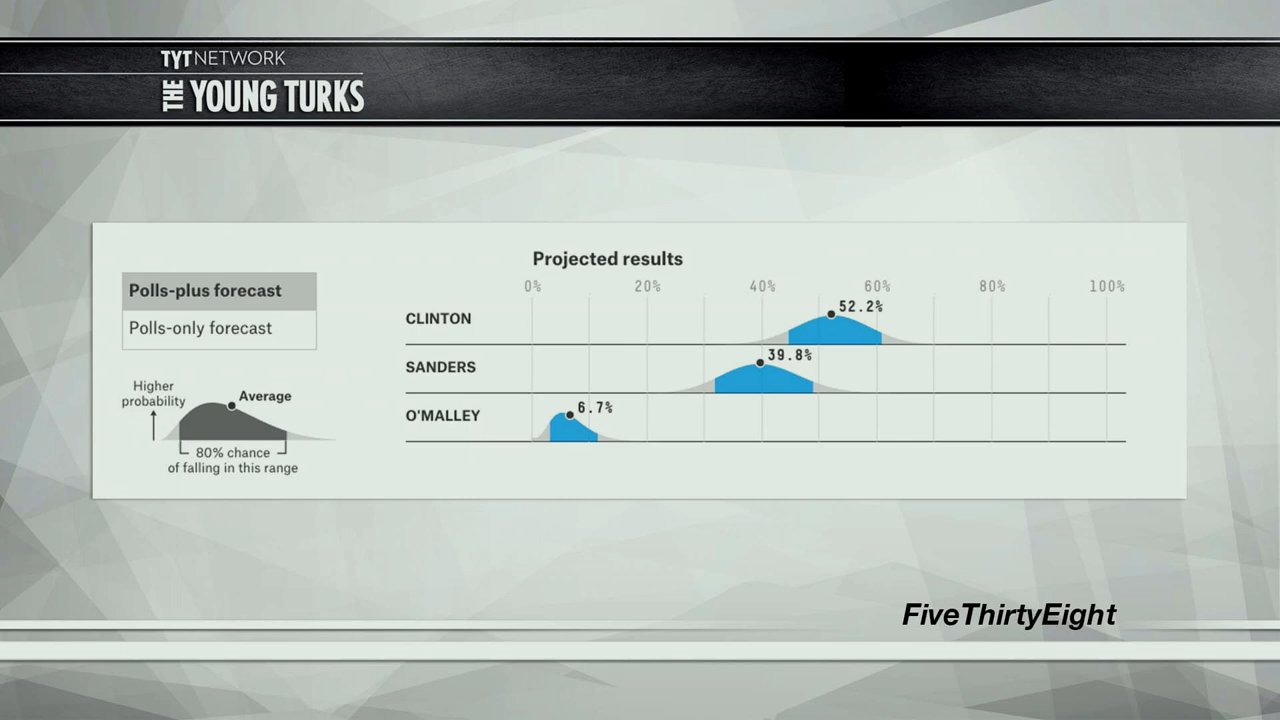 TYT NETWORK
THE YOUNG TURKS
Polls-plus forecast
Polls-only forecast
Higher
probability
Average
80% chance
of falling in this range
Projected results
0% 20% 40% 60% 80% 100%
CLINTON 52.2%
SANDERS 39.8%
O'MALLEY 6.7%
FiveThirtyEight